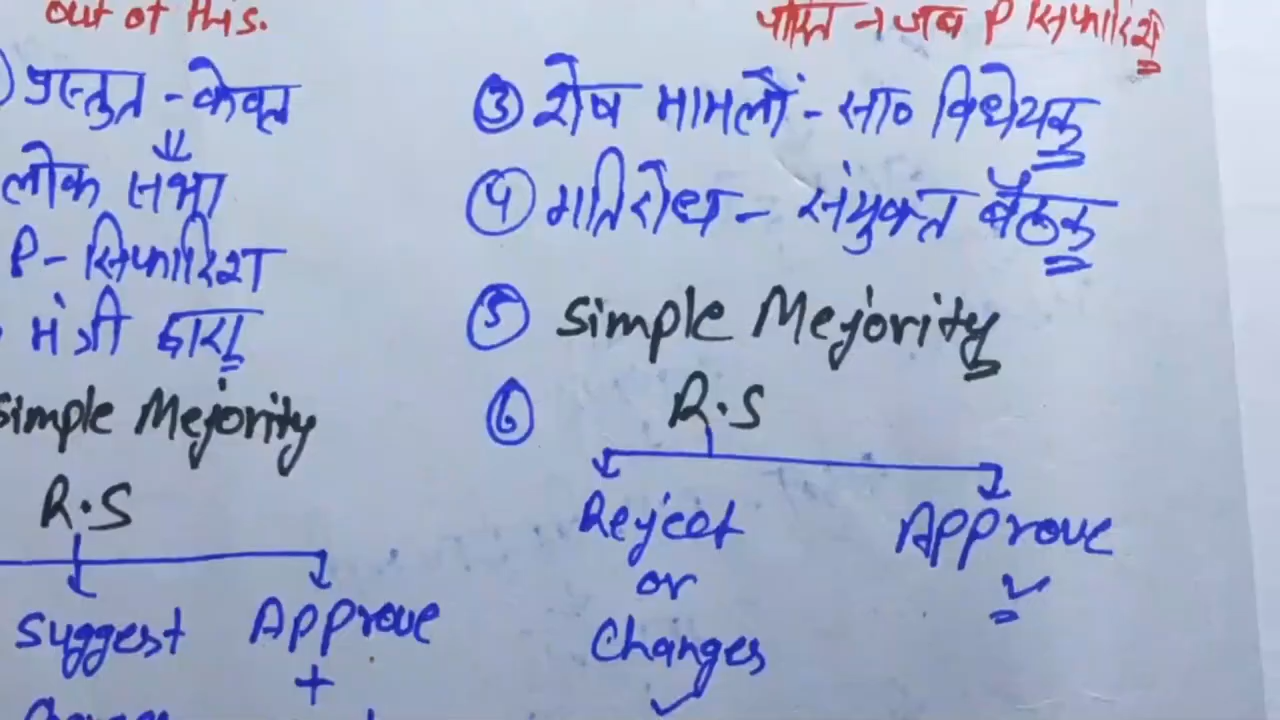 out of this.
) प्रस्तुत - केवल
लोक सभा
P - सिफारिश
मंत्री द्वारा
Simple Mejority
R.S
Suggest
Approve
+
पारित → जब P सिफारिश
③ शेष मामलों - सा० विधेयक
④ गतिरोध - संयुक्त बैठक
⑤ Simple Mejority
⑥ R.S
Reject
or
Changes
Approve